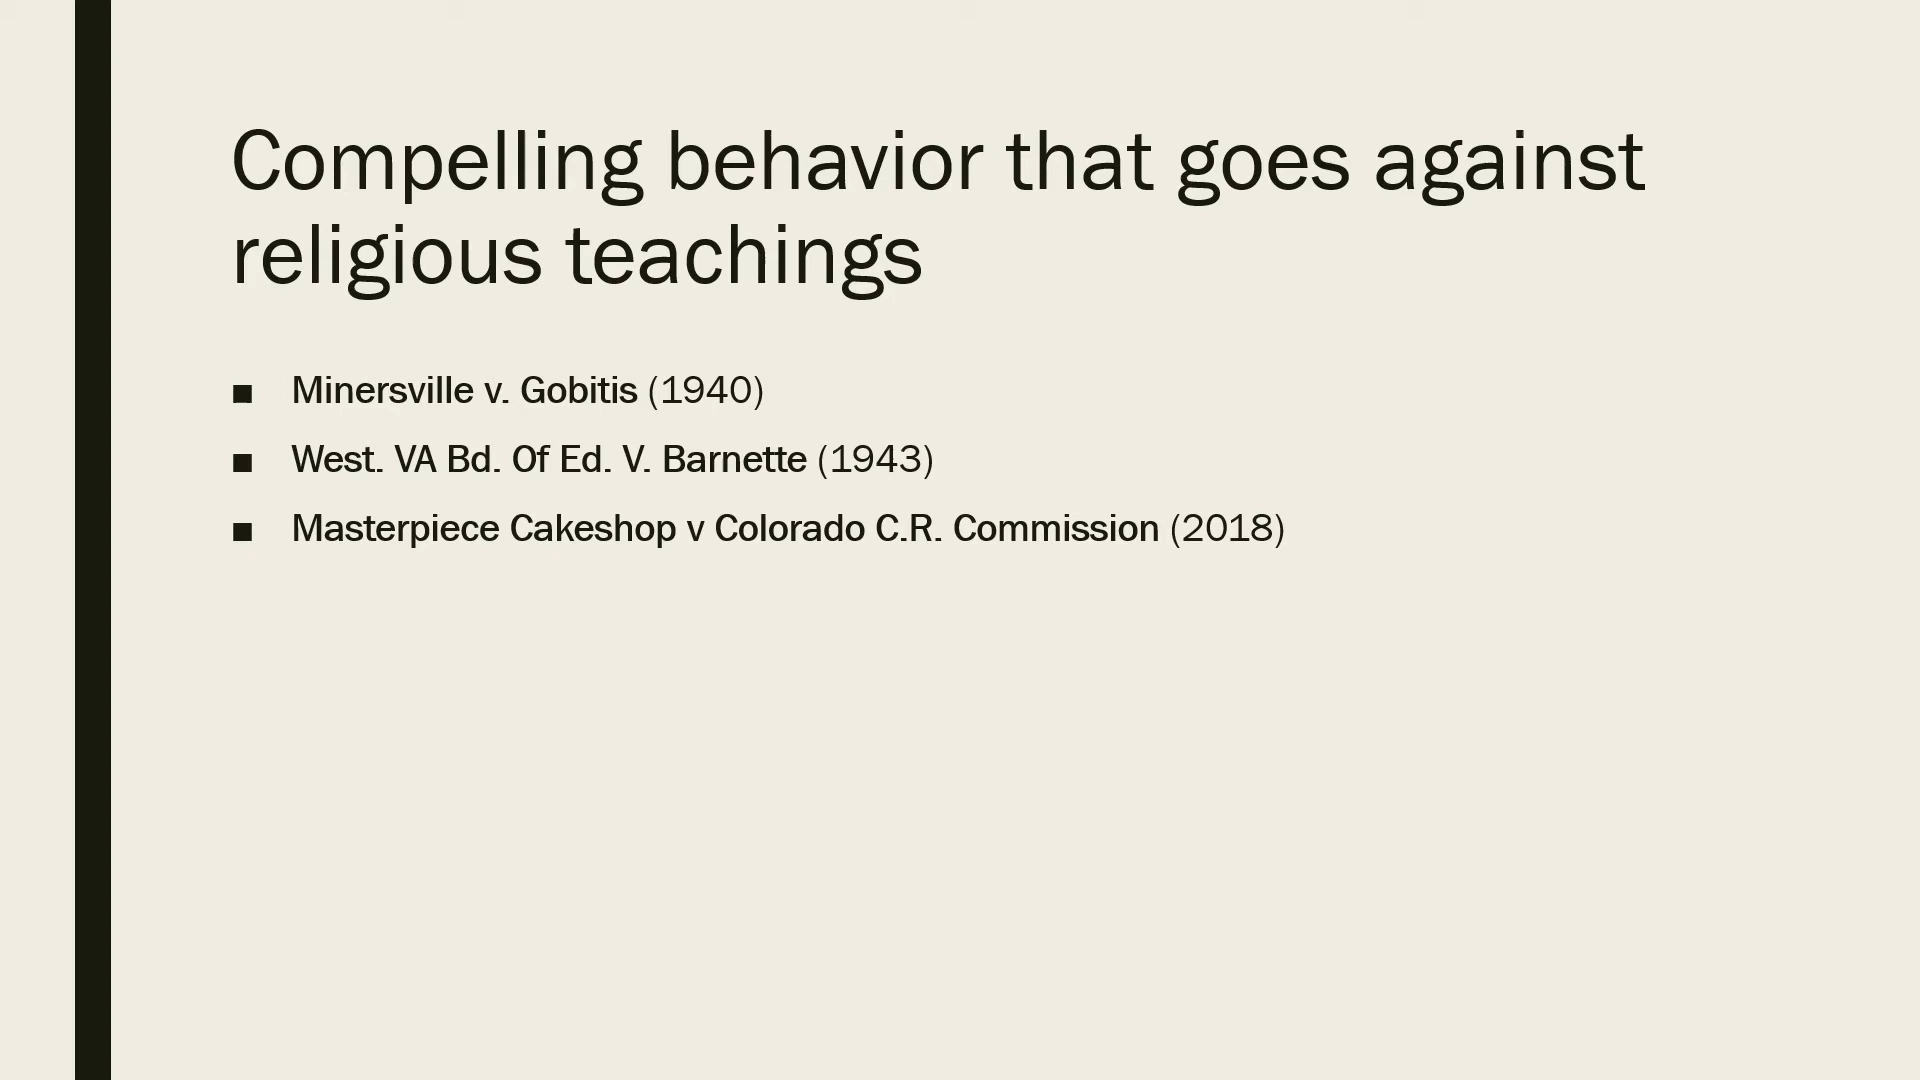 Compelling behavior that goes against
religious teachings
■ Minersville v. Gobitis (1940)
■ West. VA Bd. Of Ed. V. Barnette (1943)
■ Masterpiece Cakeshop v Colorado C.R. Commission (2018)